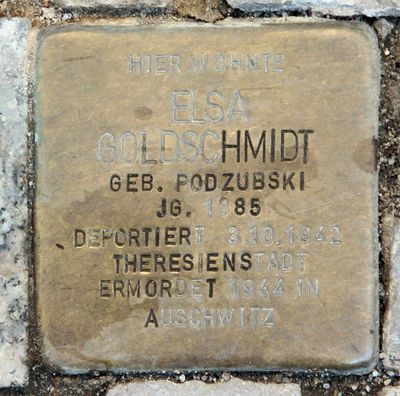 HIER WOHNTE
ELSA
GOLDSCHMIDT
GEB. PODZUBSKI
JG. 1885
DEPORTIERT 3.10.1942
THERESIENSTADT
ERMORDET 1944 IN
AUSCHWITZ